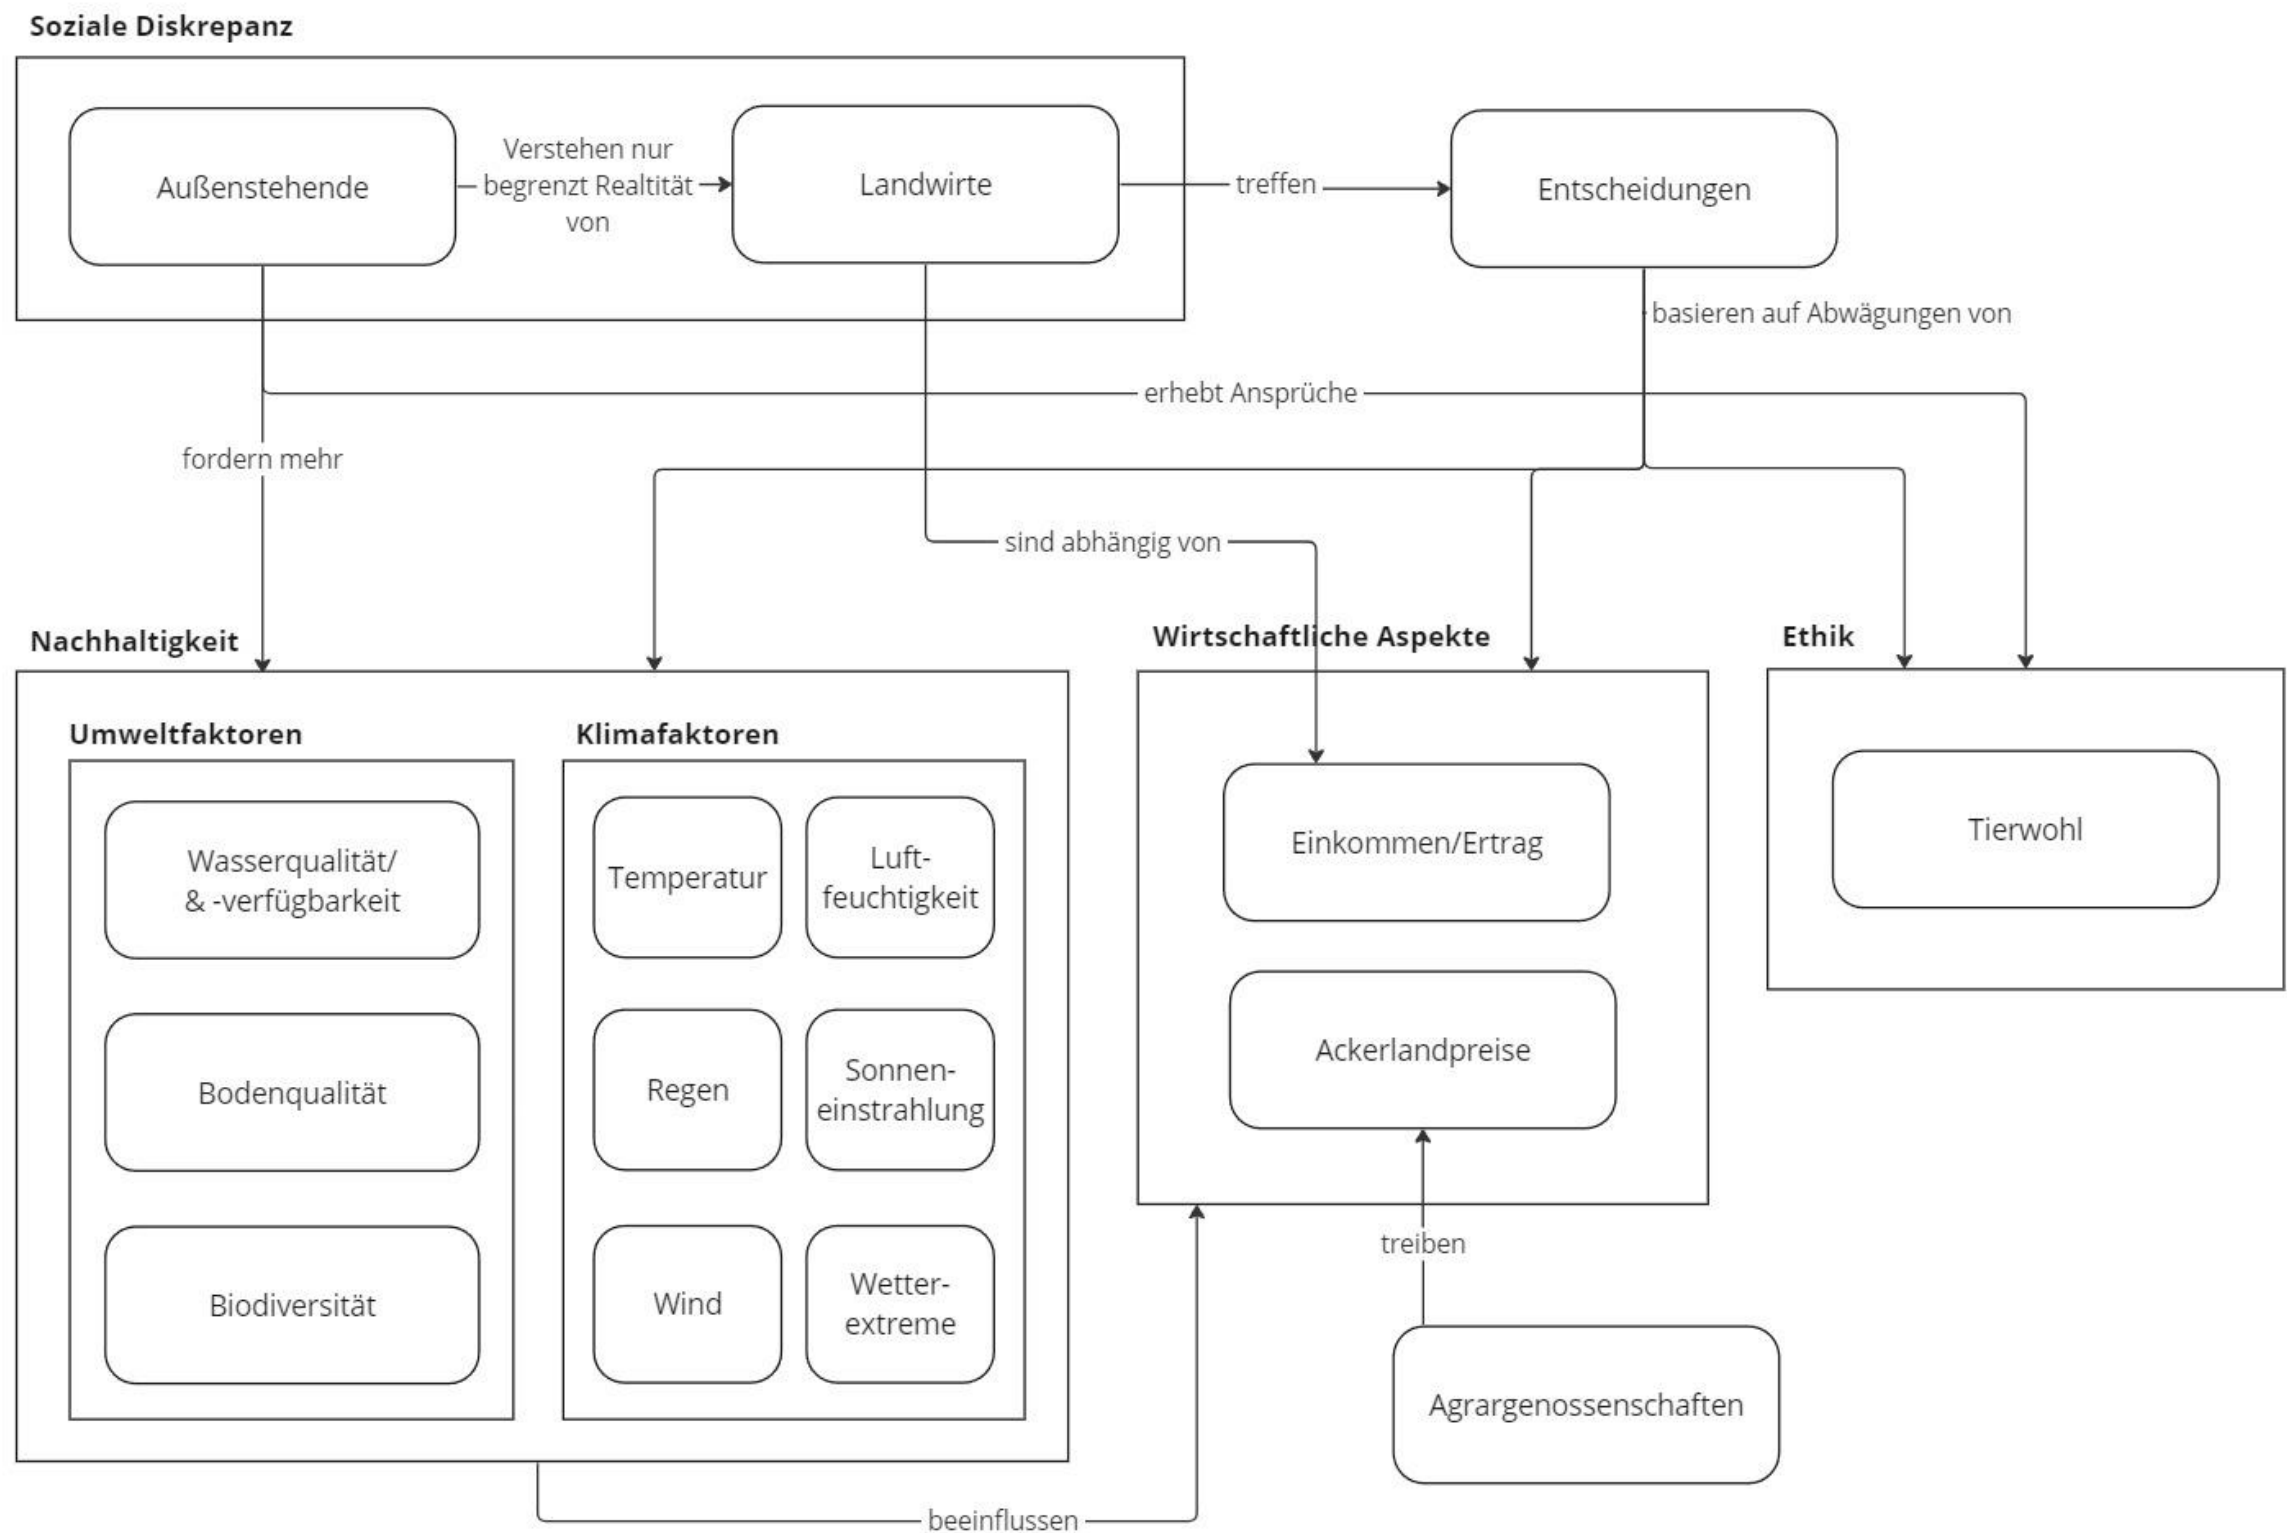 Soziale Diskrepanz
Außenstehende
Verstehen nur
begrenzt Realtität
von
Landwirte
treffen
Entscheidungen
basieren auf Abwägungen von
erhebt Ansprüche
fordern mehr
sind abhängig von
Nachhaltigkeit
Umweltfaktoren
Wasserqualität/
& -verfügbarkeit
Bodenqualität
Biodiversität
Klimafaktoren
Temperatur
Luft-
feuchtigkeit
Regen
Sonnen-
einstrahlung
Wind
Wetter-
extreme
Wirtschaftliche Aspekte
Einkommen/Ertrag
Ackerlandpreise
treiben
Agrargenossenschaften
Ethik
Tierwohl
beeinflussen